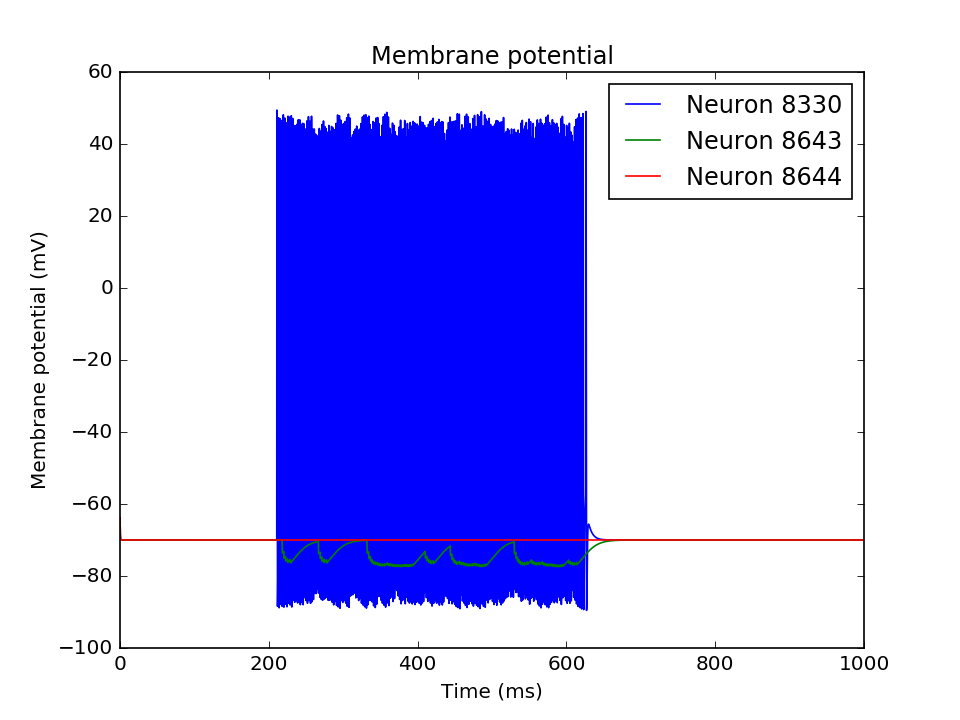 Membrane potential
60
40
20
0
−20
−40
−60
−80
−100
Membrane potential (mV)
Neuron 8330
Neuron 8643
Neuron 8644
0 200 400 600 800 1000
Time (ms)